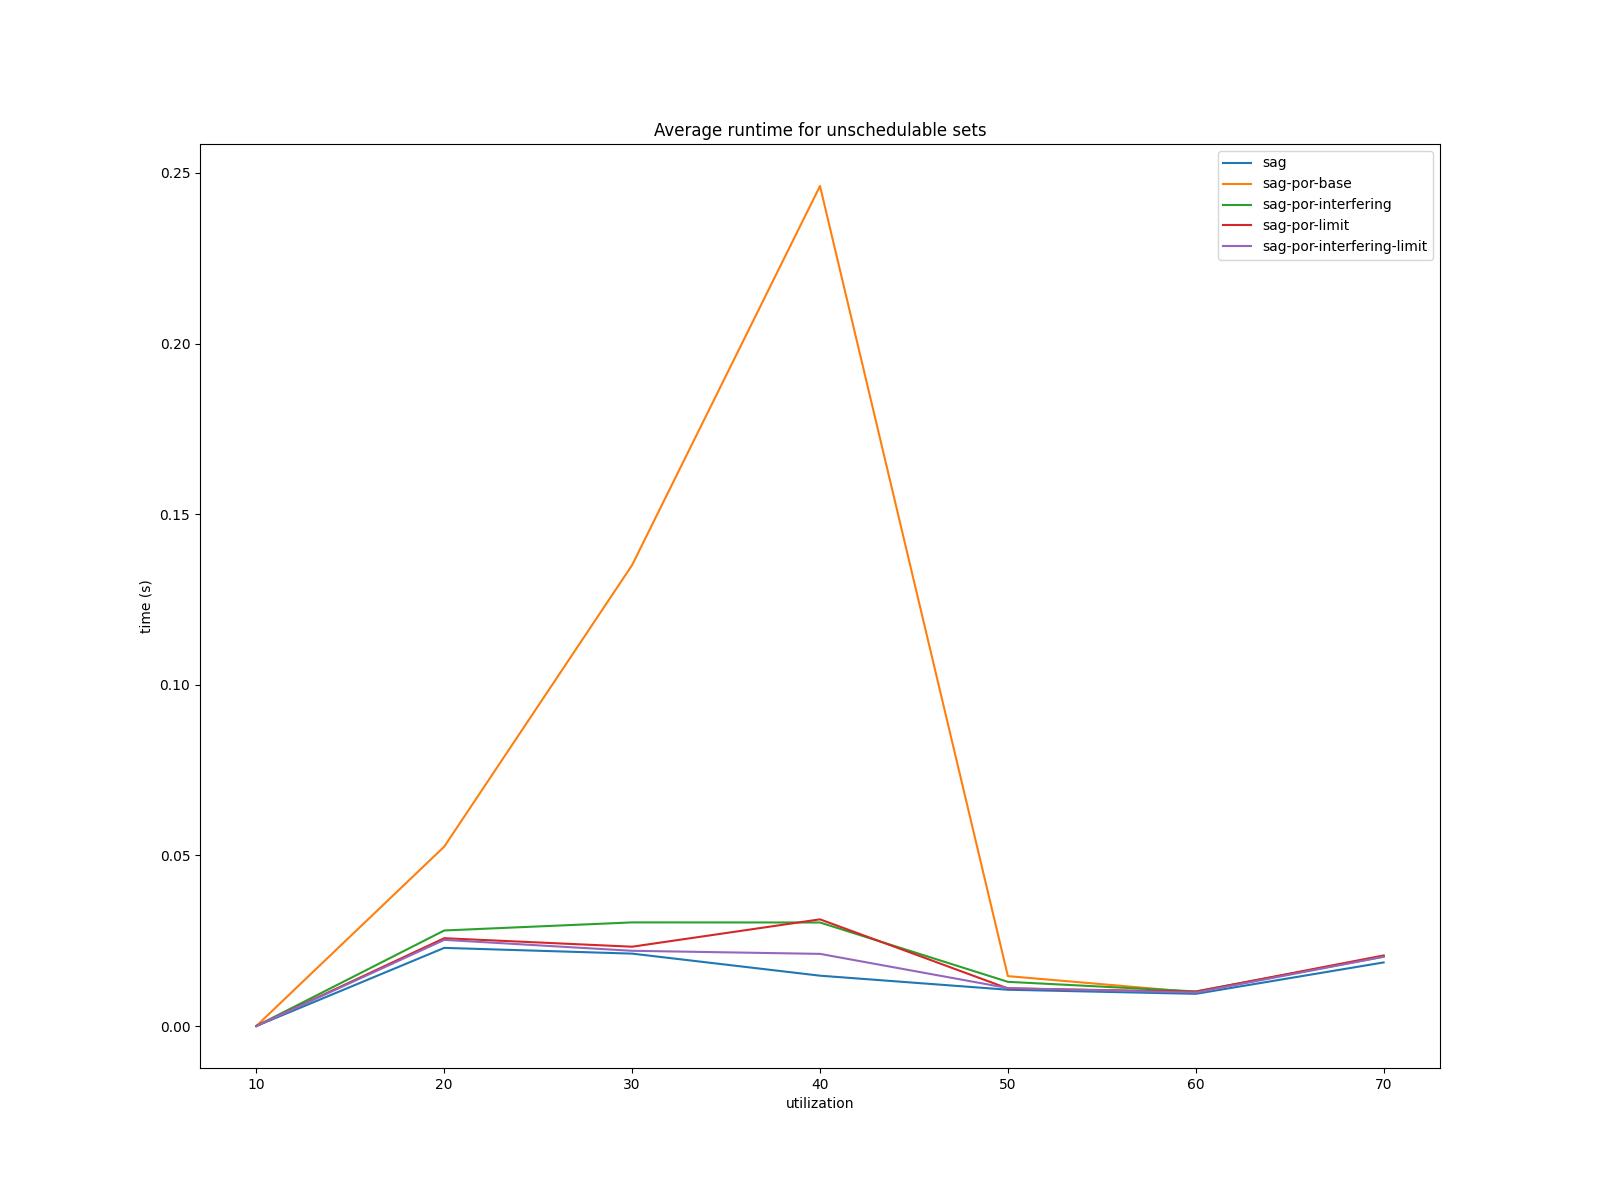 Average runtime for unschedulable sets
sag
sag-por-base
sag-por-interfering
sag-por-limit
sag-por-interfering-limit
0.25
0.20
0.15
0.10
0.05
0.00
time (s)
10 20 30 40 50 60 70
utilization